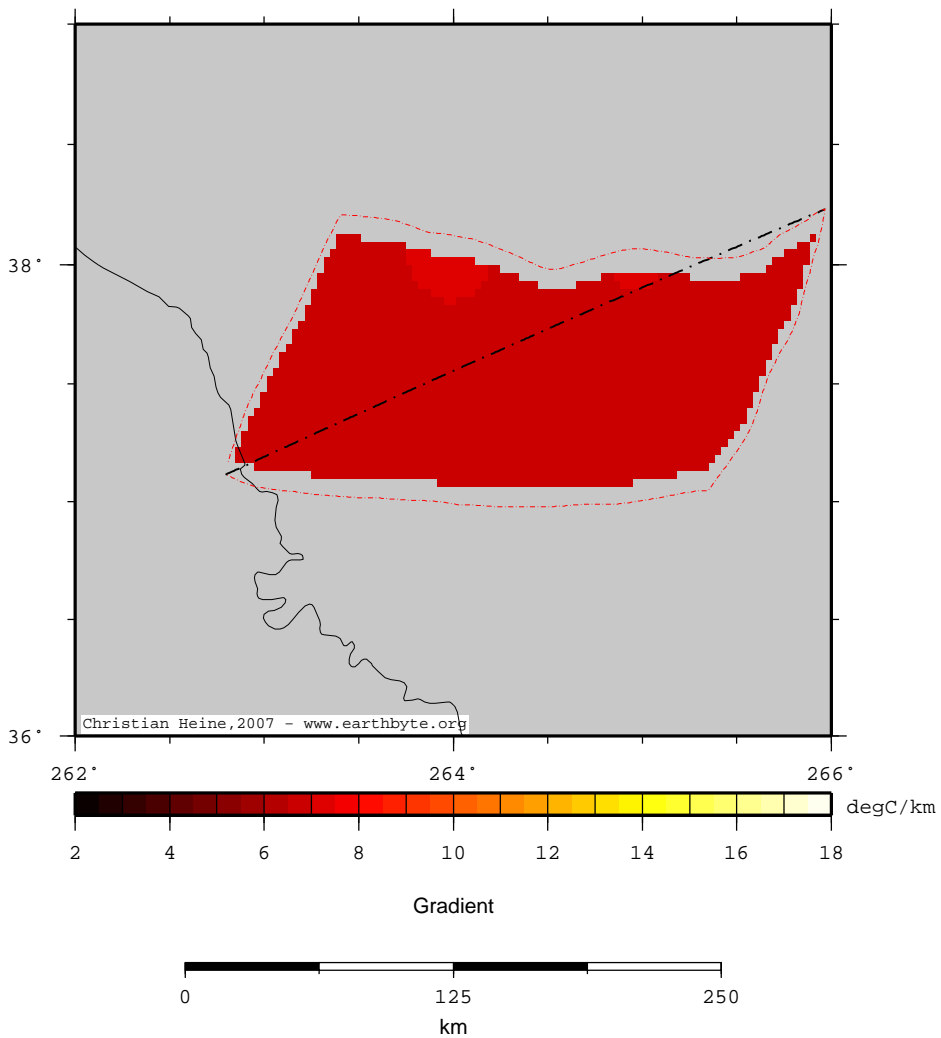 38˚
36˚
Christian Heine,2007 - www.earthbyte.org
262˚ 264˚ 266˚
degC/km
2 4 6 8 10 12 14 16 18
Gradient
0 125 250
km